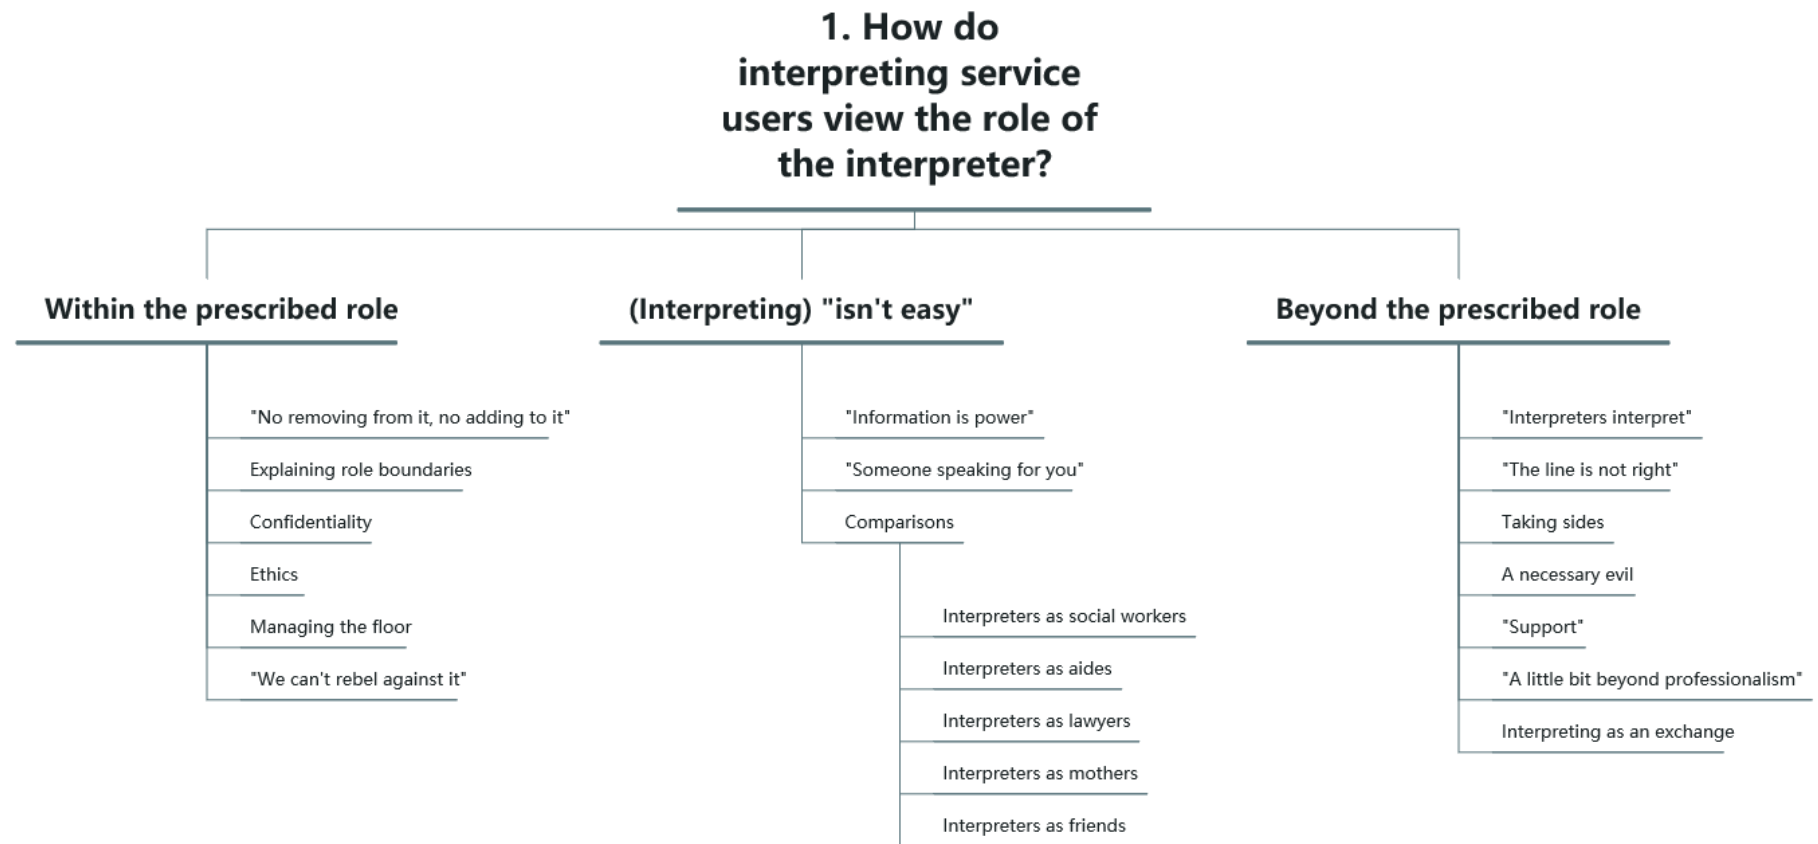 1. How do
interpreting service
users view the role of
the interpreter?
Within the prescribed role
"No removing from it, no adding to it"
Explaining role boundaries
Confidentiality
Ethics
Managing the floor
"We can't rebel against it"
(Interpreting) "isn't easy"
"Information is power"
"Someone speaking for you"
Comparisons
Interpreters as social workers
Interpreters as aides
Interpreters as lawyers
Interpreters as mothers
Interpreters as friends
Beyond the prescribed role
"Interpreters interpret"
"The line is not right"
Taking sides
A necessary evil
"Support"
"A little bit beyond professionalism"
Interpreting as an exchange